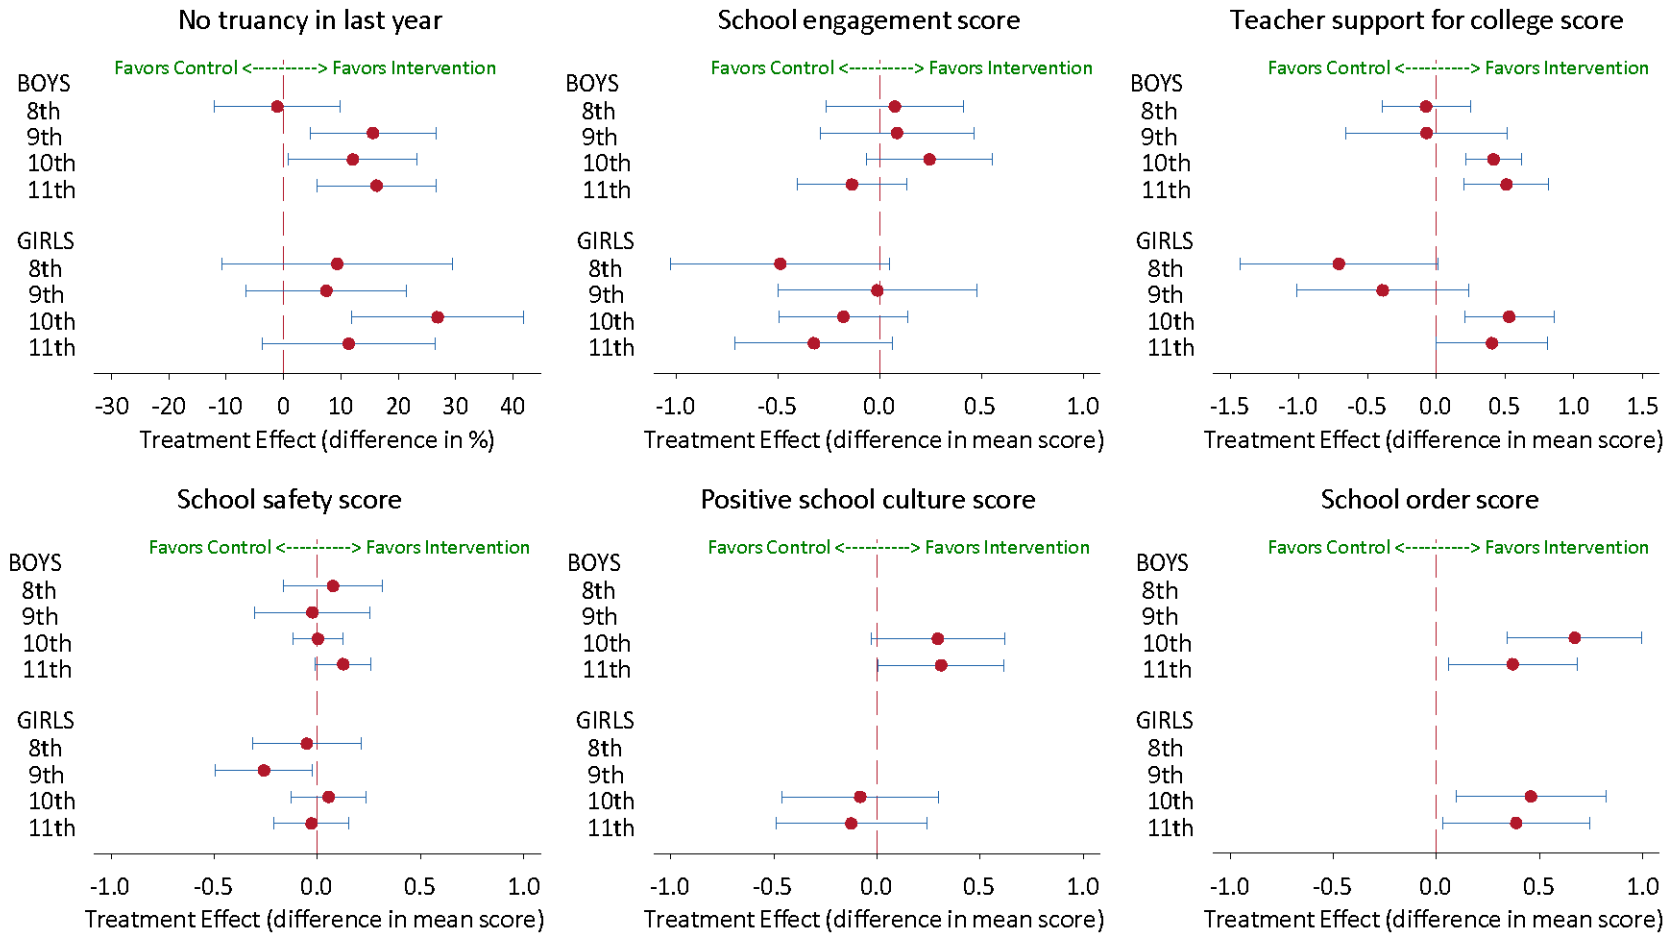 No truancy in last year
Favors Control <----------> Favors Intervention
BOYS
8th
9th
10th
11th
GIRLS
8th
9th
10th
11th
-30 -20 -10 0 10 20 30 40
Treatment Effect (difference in %)
School engagement score
Favors Control <----------> Favors Intervention
BOYS
8th
9th
10th
11th
GIRLS
8th
9th
10th
11th
-1.0 -0.5 0.0 0.5 1.0
Treatment Effect (difference in mean score)
Teacher support for college score
Favors Control <----------> Favors Intervention
BOYS
8th
9th
10th
11th
GIRLS
8th
9th
10th
11th
-1.5 -1.0 -0.5 0.0 0.5 1.0 1.5
Treatment Effect (difference in mean score)
School safety score
Favors Control <----------> Favors Intervention
BOYS
8th
9th
10th
11th
GIRLS
8th
9th
10th
11th
-1.0 -0.5 0.0 0.5 1.0
Treatment Effect (difference in mean score)
Positive school culture score
Favors Control <----------> Favors Intervention
BOYS
8th
9th
10th
11th
GIRLS
8th
9th
10th
11th
-1.0 -0.5 0.0 0.5 1.0
Treatment Effect (difference in mean score)
School order score
Favors Control <----------> Favors Intervention
BOYS
8th
9th
10th
11th
GIRLS
8th
9th
10th
11th
-1.0 -0.5 0.0 0.5 1.0
Treatment Effect (difference in mean score)